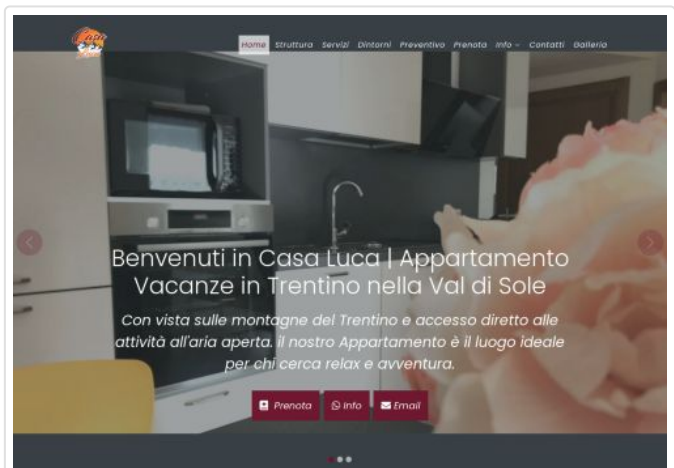 Casa
Luca
Home Struttura Servizi Dintorni Preventivo Prenota Info Contatti Galleria
Benvenuti in Casa Luca | Appartamento
Vacanze in Trentino nella Val di Sole
Con vista sulle montagne del Trentino e accesso diretto alle
attività all'aria aperta. il nostro Appartamento è il luogo ideale
per chi cerca relax e avventura.
Prenota Info Email